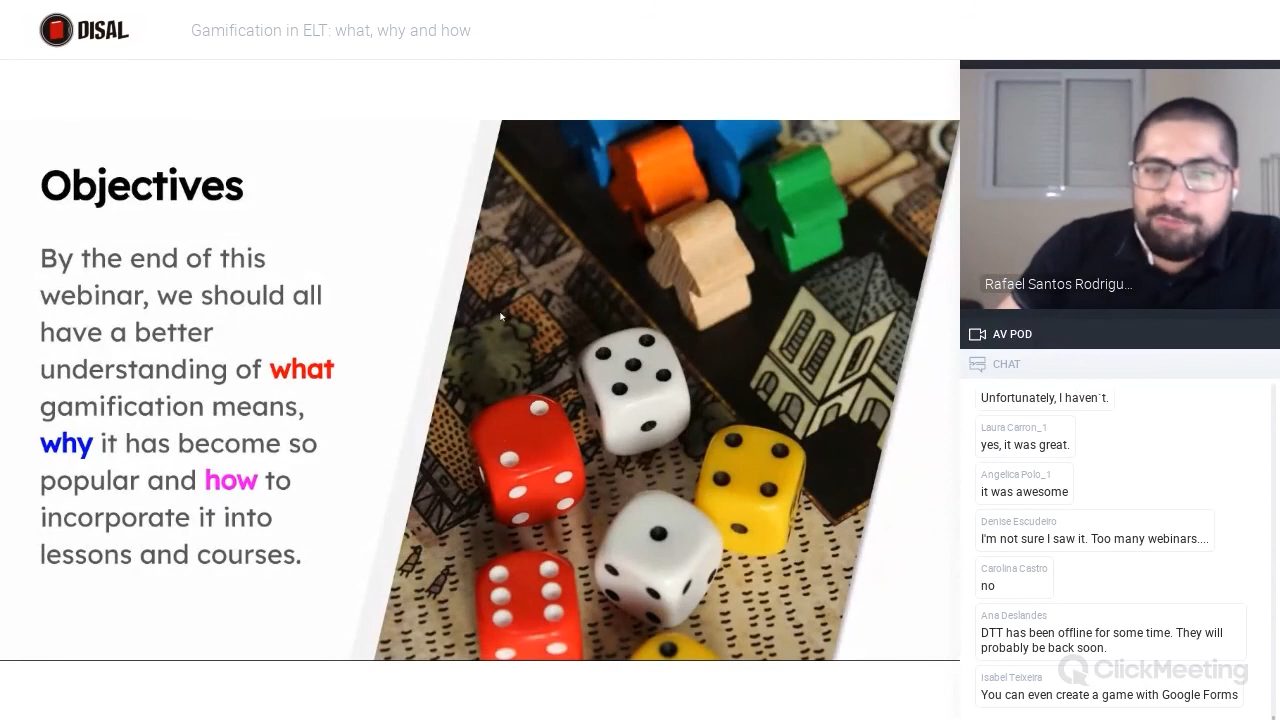 DISAL
Gamification in ELT: what, why and how
Objectives
By the end of this
webinar, we should all
have a better
understanding of what
gamification means,
why it has become so
popular and how to
incorporate it into
lessons and courses.
Rafael Santos Rodrigu...
AV POD
CHAT
Unfortunately, I haven´t.
Laura Carron_1
yes, it was great.
Angelica Polo_1
it was awesome
Denise Escudeiro
I'm not sure I saw it. Too many webinars....
Carolina Castro
no
Ana Deslandes
DTT has been offline for some time. They will
probably be back soon.
Isabel Teixeira
You can even create a game with Google Forms
ClickMeeting